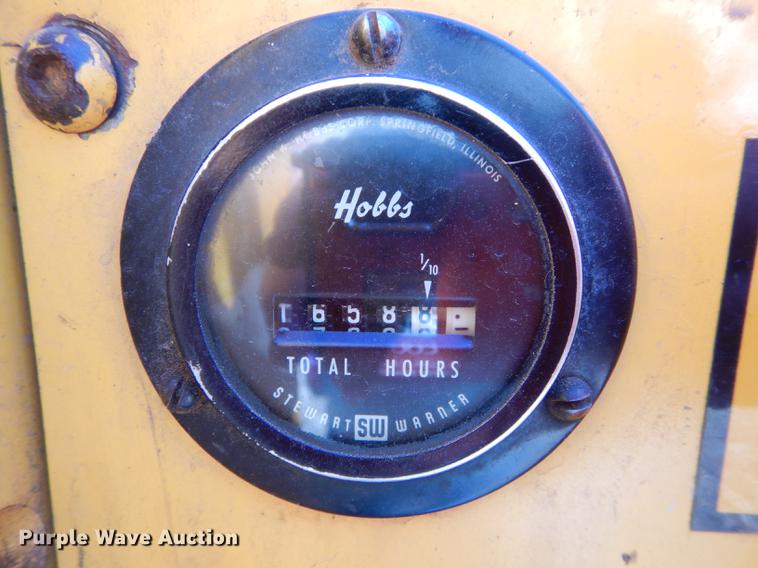 JOHN W. HOBBS CORP. SPRINGFIELD, ILLINOIS
Hobbs
1/10
1 6 5 8 8
TOTAL HOURS
STEWART SW WARNER
Purple Wave Auction